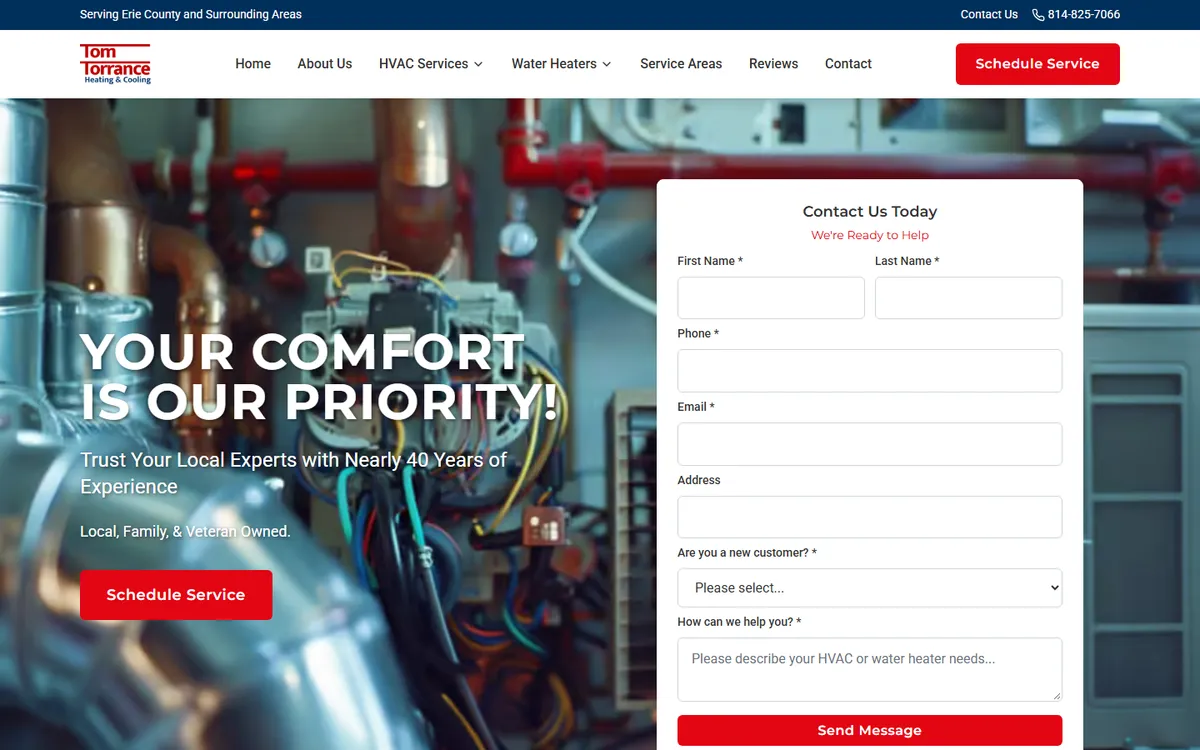 Serving Erie County and Surrounding Areas
Contact Us
814-825-7066
Tom
Torrance
Heating & Cooling
Home
About Us
HVAC Services
Water Heaters
Service Areas
Reviews
Contact
Schedule Service
YOUR COMFORT
IS OUR PRIORITY!
Trust Your Local Experts with Nearly 40 Years of
Experience
Local, Family, & Veteran Owned.
Schedule Service
Contact Us Today
We're Ready to Help
First Name *
Last Name *
Phone *
Email *
Address
Are you a new customer? *
Please select...
How can we help you? *
Please describe your HVAC or water heater needs...
Send Message